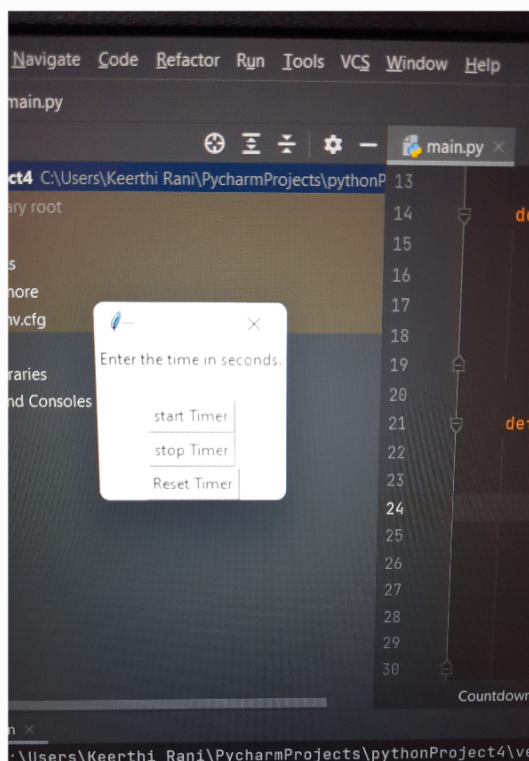 Navigate Code Refactor Run Tools VCS Window Help
main.py
main.py
ct4 C:\Users\Keerthi Rani\PycharmProjects\pythonP
ary root
s
nore
nv.cfg
raries
nd Consoles
Enter the time in seconds.
start Timer
stop Timer
Reset Timer
13
14 de
15
16
17
18
19
20
21 def
22
23
24
25
26
27
28
29
30
Countdown
n
:\Users\Keerthi Rani\PycharmProjects\pythonProject4\ve